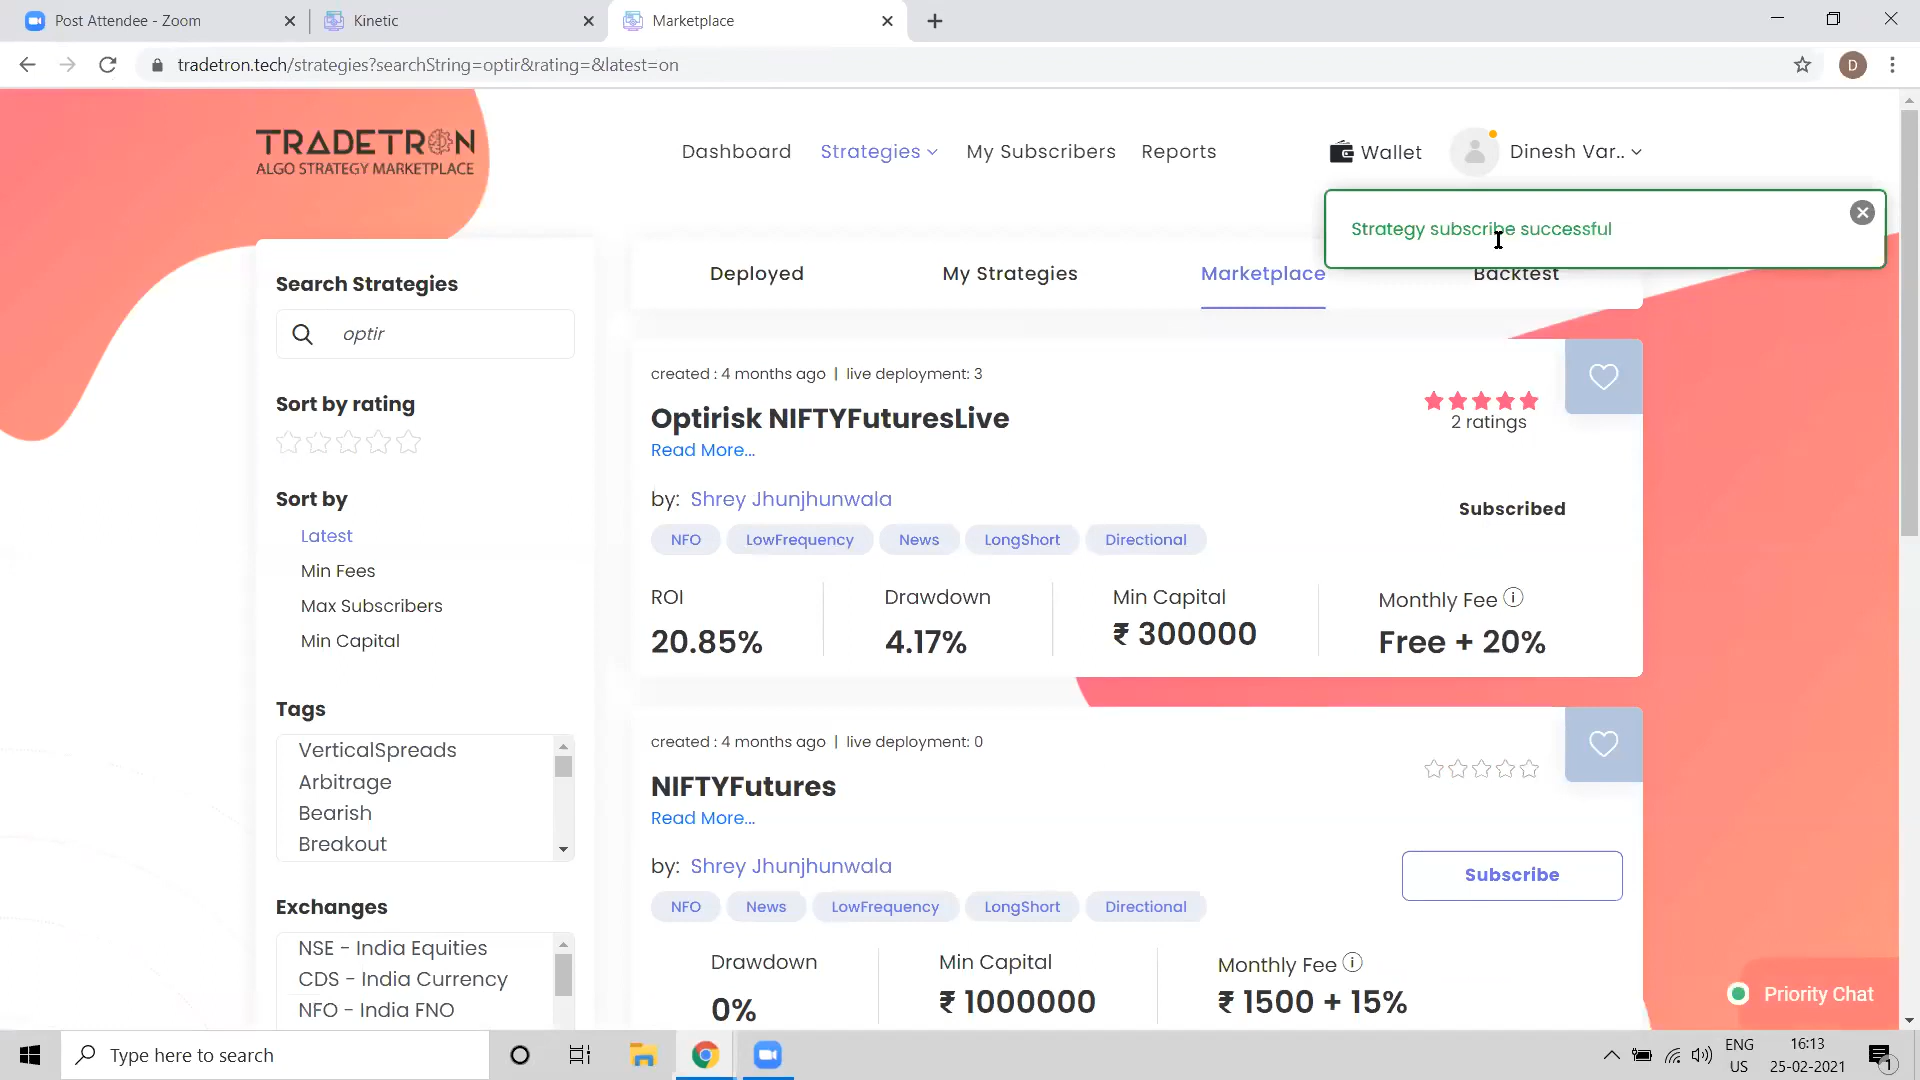 Post Attendee - Zoom
Kinetic
Marketplace
tradetron.tech/strategies?searchString=optir&rating=&latest=on
D
TRADETRON
ALGO STRATEGY MARKETPLACE
Dashboard
Strategies
My Subscribers
Reports
Wallet
Dinesh Var..
Strategy subscribe successful
Deployed
My Strategies
Marketplace
Backtest
Search Strategies
optir
Sort by rating
Sort by
Latest
Min Fees
Max Subscribers
Min Capital
Tags
VerticalSpreads
Arbitrage
Bearish
Breakout
Exchanges
NSE - India Equities
CDS - India Currency
NFO - India FNO
created : 4 months ago | live deployment: 3
Optirisk NIFTYFuturesLive
Read More...
2 ratings
by: Shrey Jhunjhunwala
Subscribed
NFO LowFrequency News LongShort Directional
ROI Drawdown Min Capital Monthly Fee
20.85% 4.17% ₹ 300000 Free + 20%
created : 4 months ago | live deployment: 0
NIFTYFutures
Read More...
by: Shrey Jhunjhunwala
Subscribe
NFO News LowFrequency LongShort Directional
Drawdown Min Capital Monthly Fee
0% ₹ 1000000 ₹ 1500 + 15%
Priority Chat
Type here to search
ENG
US
16:13
25-02-2021
1